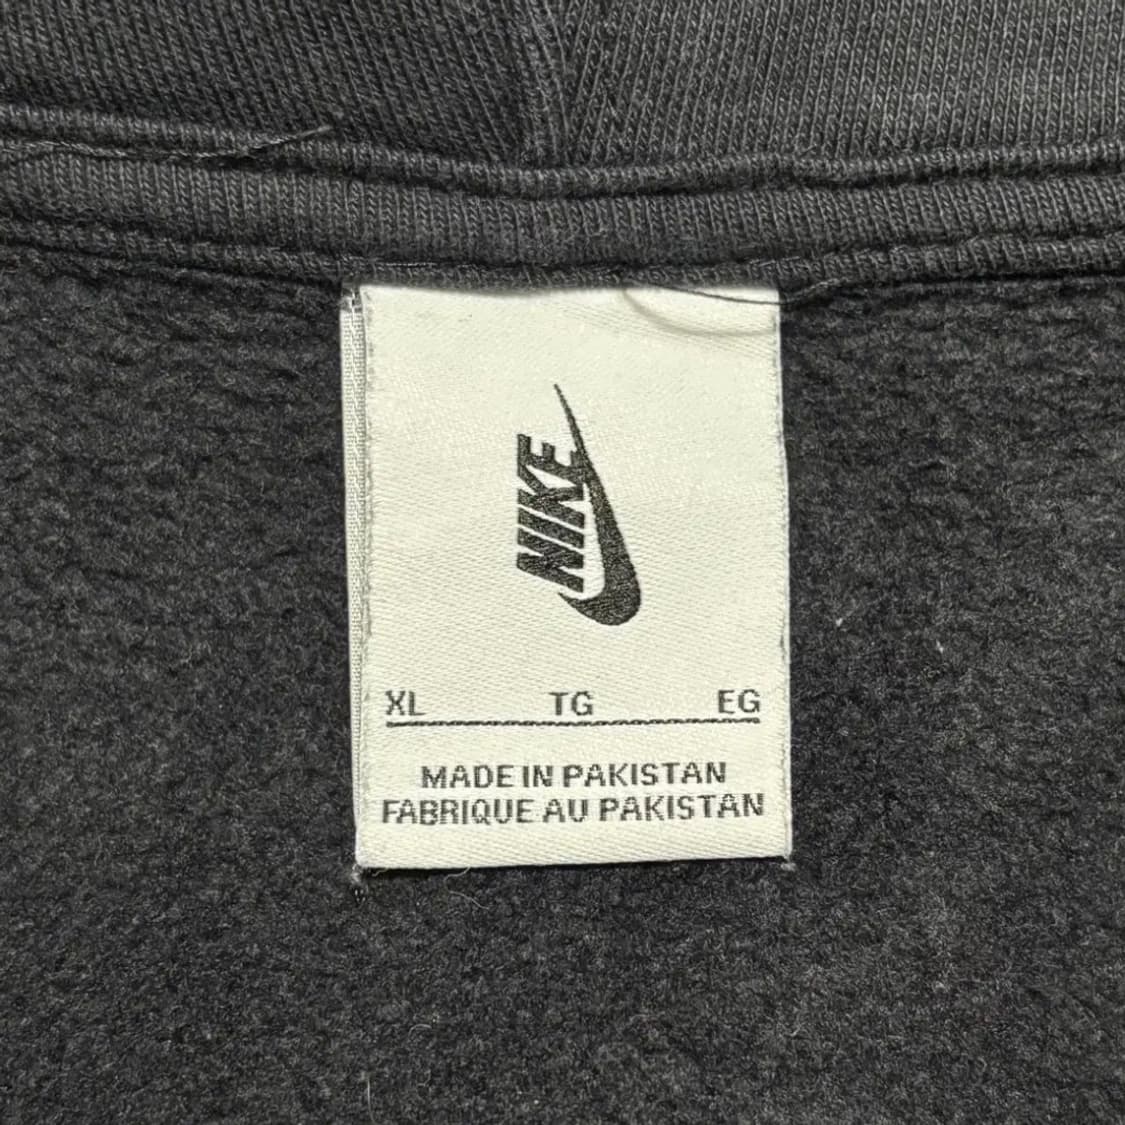 NIKE
XL TG EG
MADE IN PAKISTAN
FABRIQUE AU PAKISTAN